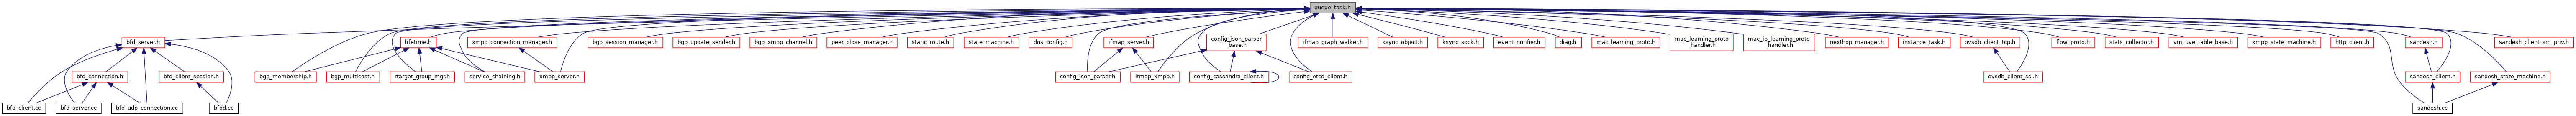 queue_task.h
bfd_server.h
lifetime.h
xmpp_connection_manager.h
bgp_session_manager.h
bgp_update_sender.h
bgp_xmpp_channel.h
peer_close_manager.h
static_route.h
state_machine.h
dns_config.h
ifmap_server.h
config_json_parser
_base.h
ifmap_graph_walker.h
ksync_object.h
ksync_sock.h
event_notifier.h
diag.h
mac_learning_proto.h
mac_learning_proto
_handler.h
mac_ip_learning_proto
_handler.h
nexthop_manager.h
instance_task.h
ovsdb_client_tcp.h
flow_proto.h
stats_collector.h
vm_uve_table_base.h
xmpp_state_machine.h
http_client.h
sandesh.h
sandesh_client_sm_priv.h
bfd_connection.h
bfd_client_session.h
bgp_membership.h
bgp_multicast.h
rtarget_group_mgr.h
service_chaining.h
xmpp_server.h
config_json_parser.h
ifmap_xmpp.h
config_cassandra_client.h
config_etcd_client.h
ovsdb_client_ssl.h
sandesh_client.h
sandesh_state_machine.h
bfd_client.cc
bfd_server.cc
bfd_udp_connection.cc
bfdd.cc
sandesh.cc